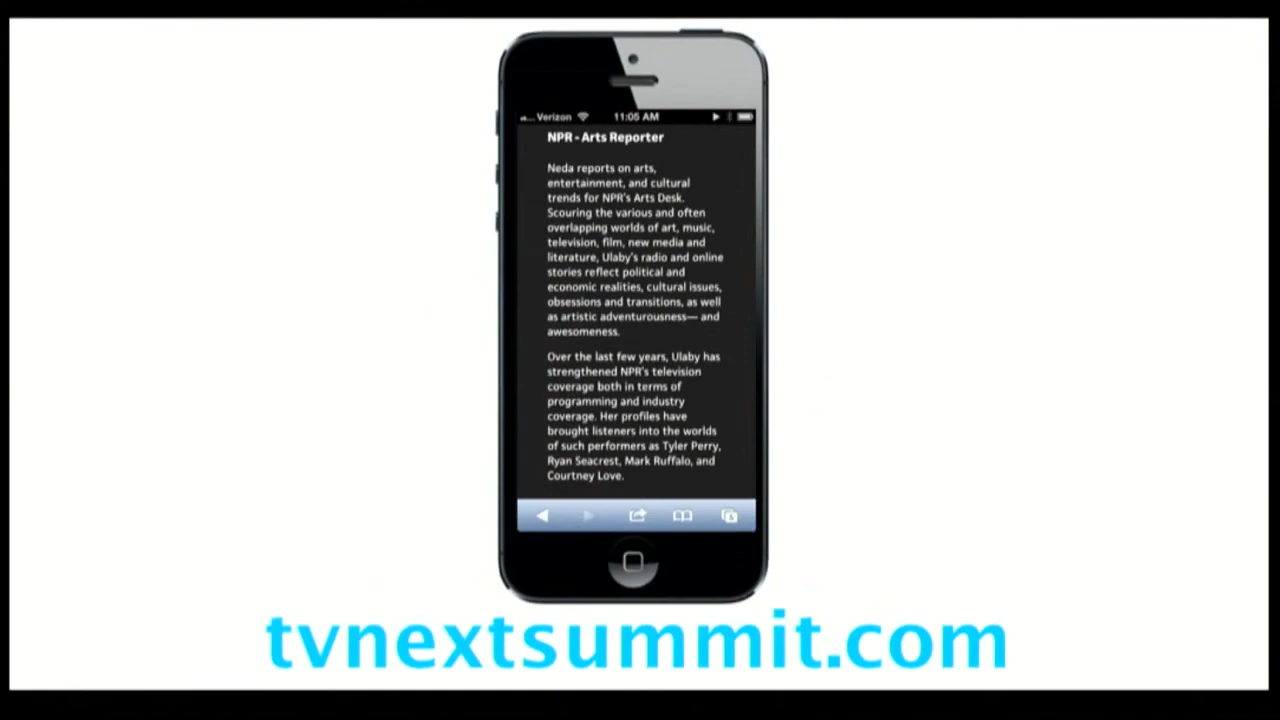 Verizon 11:05 AM
NPR - Arts Reporter
Neda reports on arts,
entertainment, and cultural
trends for NPR's Arts Desk.
Scouring the various and often
overlapping worlds of art, music,
television, film, new media and
literature, Ulaby's radio and online
stories reflect political and
economic realities, cultural issues,
obsessions and transitions, as well
as artistic adventurousness— and
awesomeness.
Over the last few years, Ulaby has
strengthened NPR's television
coverage both in terms of
programming and industry
coverage. Her profiles have
brought listeners into the worlds
of such performers as Tyler Perry,
Ryan Seacrest, Mark Ruffalo, and
Courtney Love.
tvnextsummit.com